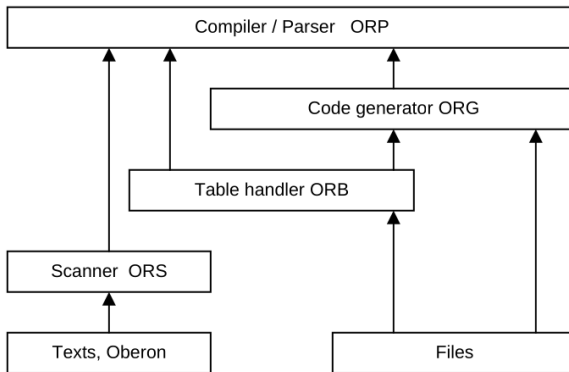 Compiler / Parser ORP
Code generator ORG
Table handler ORB
Scanner ORS
Texts, Oberon
Files